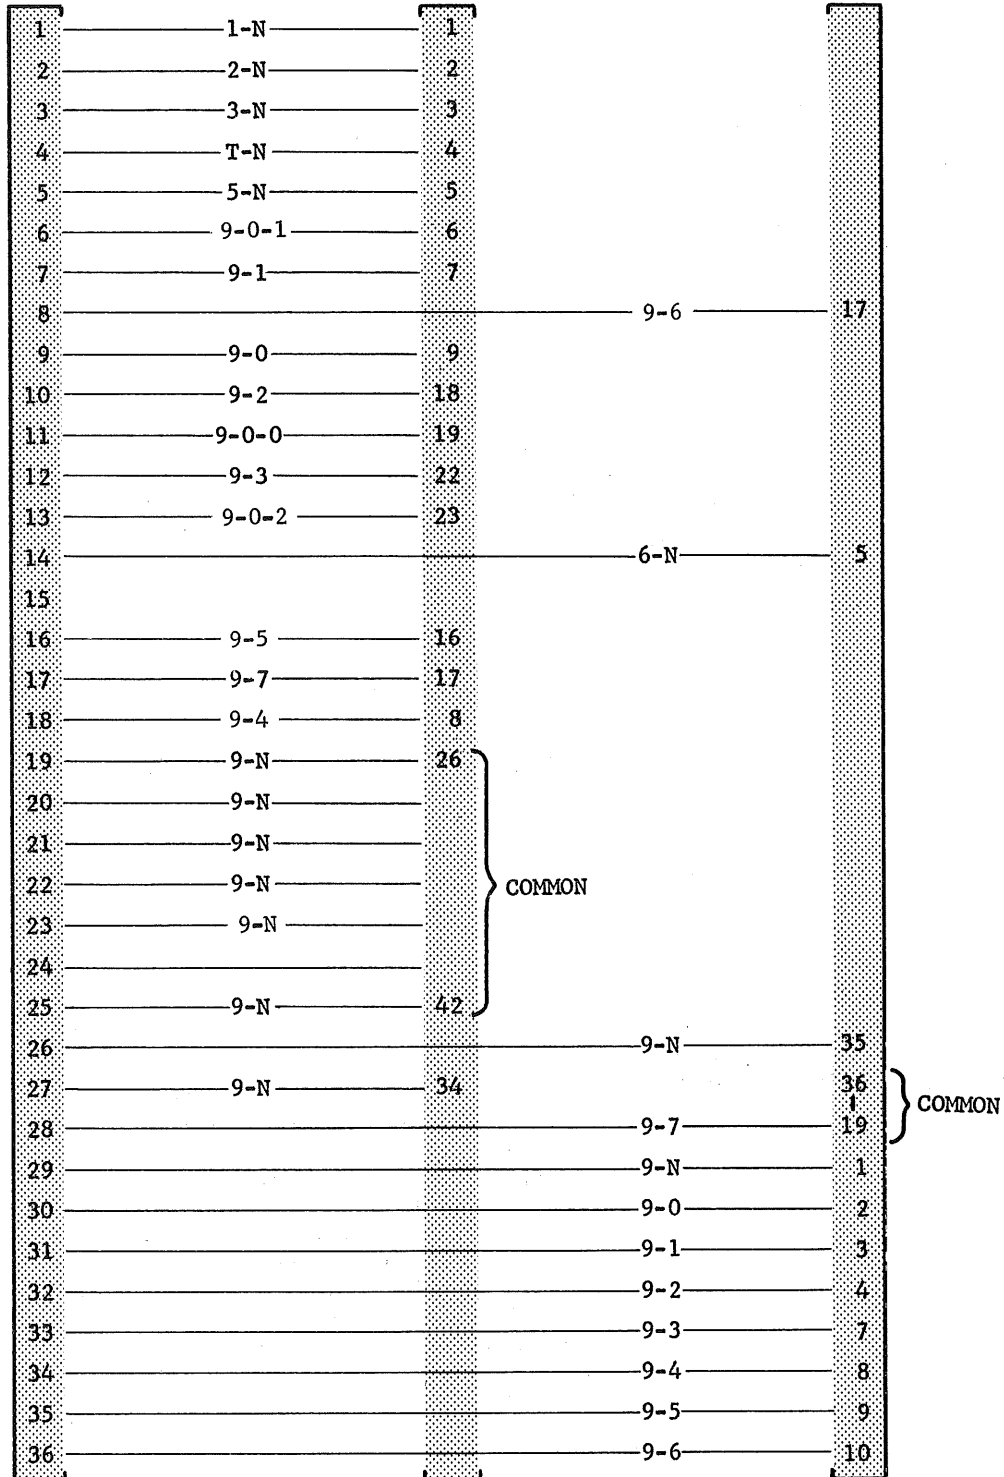 1 1-N 1
2 2-N 2
3 3-N 3
4 T-N 4
5 5-N 5
6 9-0-1 6
7 9-1 7
8 9-6 17
9 9-0 9
10 9-2 18
11 9-0-0 19
12 9-3 22
13 9-0-2 23
14 6-N 5
15
16 9-5 16
17 9-7 17
18 9-4 8
19 9-N 26
20 9-N
21 9-N
22 9-N COMMON
23 9-N
24
25 9-N 42
26 9-N 35
27 9-N 34 36
COMMON
28 9-7 19
29 9-N 1
30 9-0 2
31 9-1 3
32 9-2 4
33 9-3 7
34 9-4 8
35 9-5 9
36 9-6 10